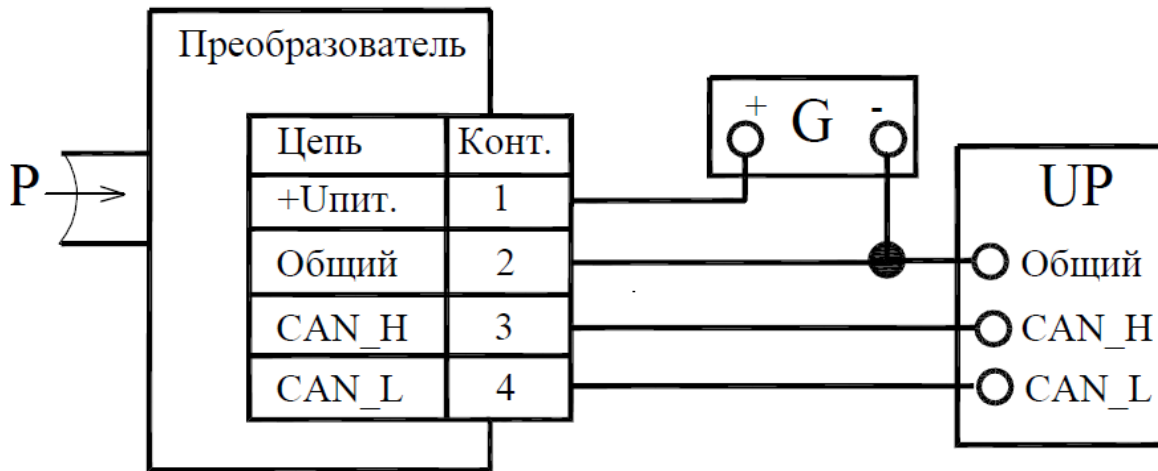 Преобразователь
P
Цепь Конт.
+Uпит. 1
Общий 2
CAN_H 3
CAN_L 4
+ G -
UP
Общий
CAN_H
CAN_L